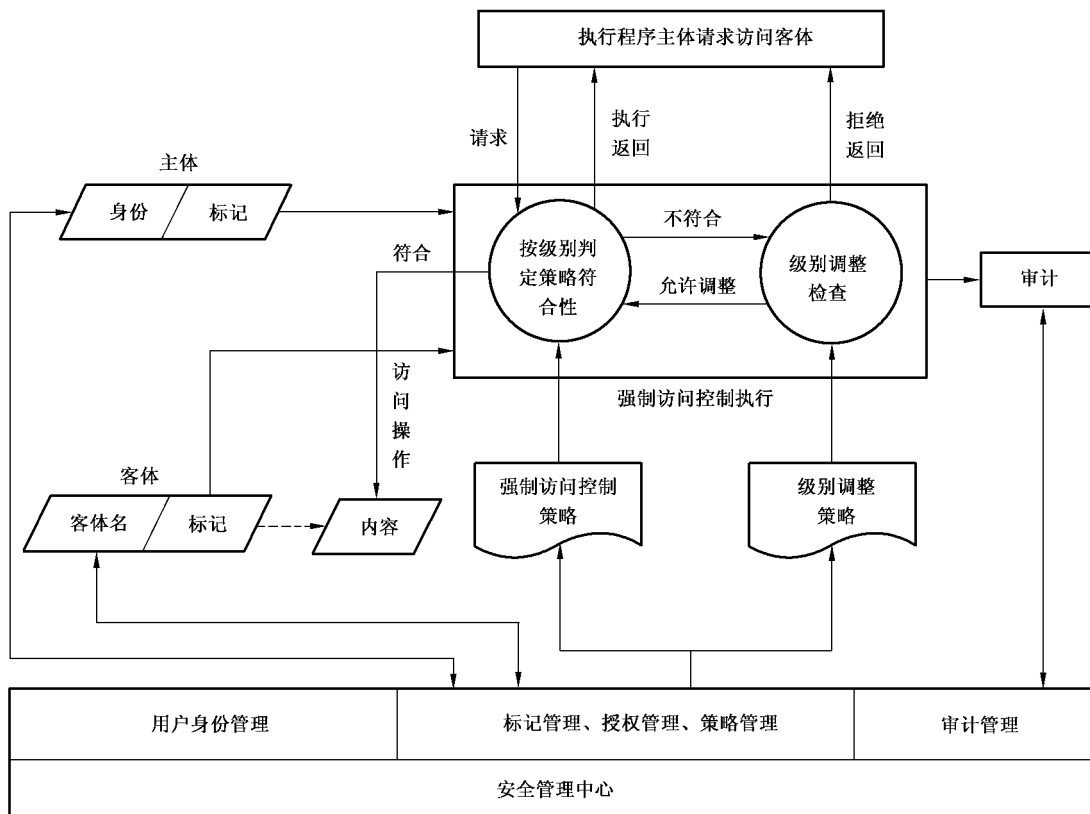 执行程序主体请求访问客体
请求
执行
返回
拒绝
返回
主体
身份
标记
符合
按级别判
定策略符
合性
不符合
允许调整
级别调整
检查
审计
强制访问控制执行
访
问
操
作
客体
客体名
标记
内容
强制访问控制
策略
级别调整
策略
用户身份管理
标记管理、授权管理、策略管理
审计管理
安全管理中心